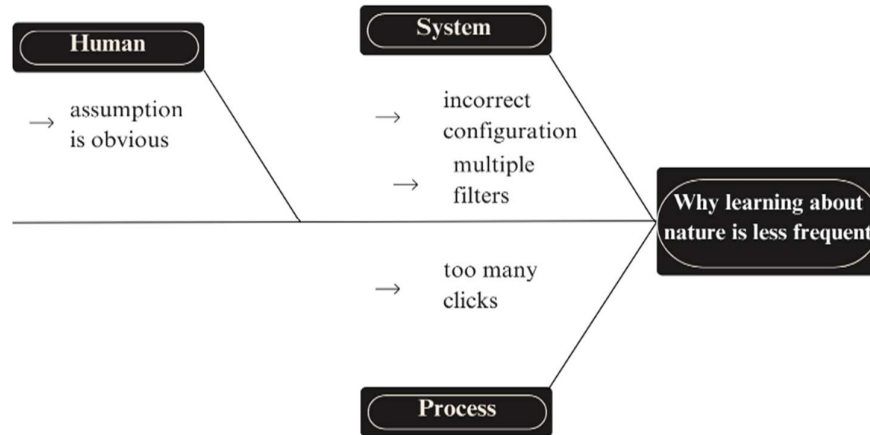 Human
System
assumption
is obvious
incorrect
configuration
multiple
filters
Why learning about
nature is less frequent
too many
clicks
Process